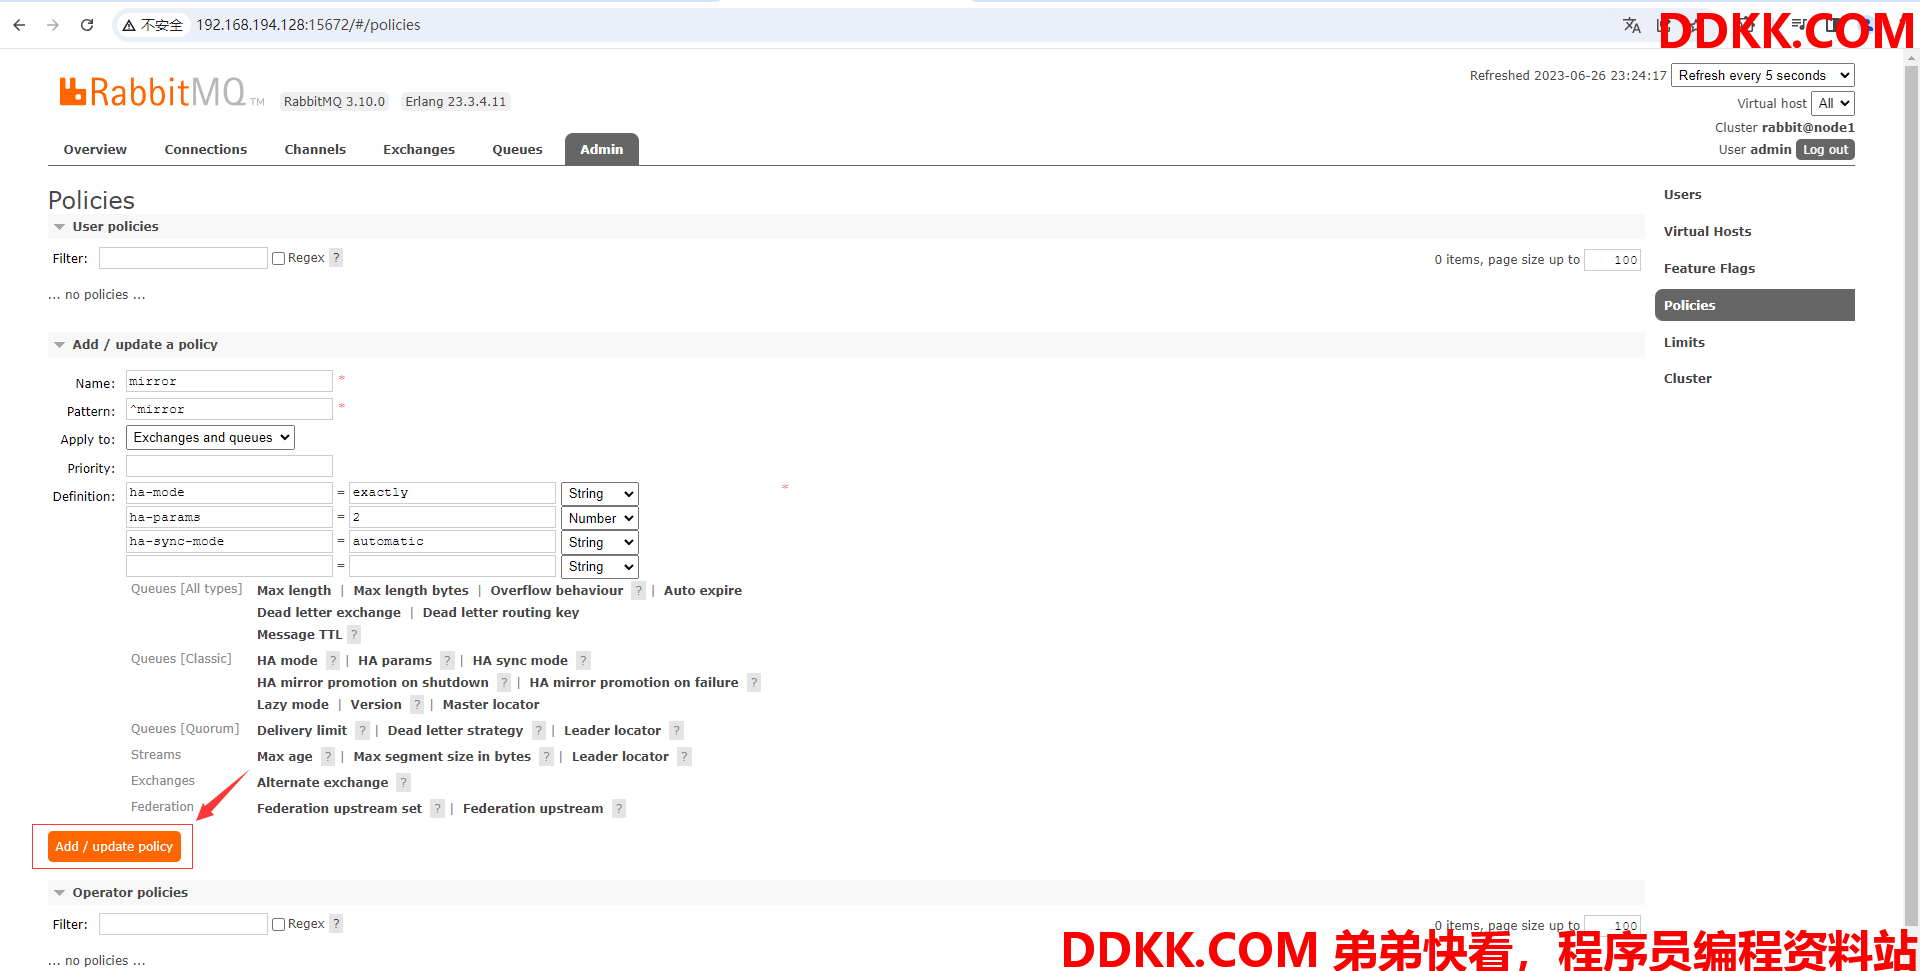 不安全 192.168.194.128:15672/#/policies
DDKK.COM
Refreshed 2023-06-26 23:24:17 Refresh every 5 seconds
RabbitMQ TM RabbitMQ 3.10.0 Erlang 23.3.4.11
Virtual host All
Cluster rabbit@node1
User admin Log out
Overview Connections Channels Exchanges Queues Admin
Policies
Users
Virtual Hosts
Feature Flags
Policies
Limits
Cluster
User policies
Filter: Regex ? 0 items, page size up to 100
... no policies ...
Add / update a policy
Name: mirror *
Pattern: ^mirror *
Apply to: Exchanges and queues
Priority:
Definition: ha-mode = exactly String *
ha-params = 2 Number
ha-sync-mode = automatic String
= String
Queues [All types] Max length | Max length bytes | Overflow behaviour ? | Auto expire
Dead letter exchange | Dead letter routing key
Message TTL ?
Queues [Classic] HA mode ? | HA params ? | HA sync mode ?
HA mirror promotion on shutdown ? | HA mirror promotion on failure ?
Lazy mode | Version ? | Master locator
Queues [Quorum] Delivery limit ? | Dead letter strategy ? | Leader locator ?
Streams Max age ? | Max segment size in bytes ? | Leader locator ?
Exchanges Alternate exchange ?
Federation Federation upstream set ? | Federation upstream ?
Add / update policy
Operator policies
Filter: Regex ? 0 items, page size up to 100
... no policies ...
DDKK.COM 弟弟快看，程序员编程资料站